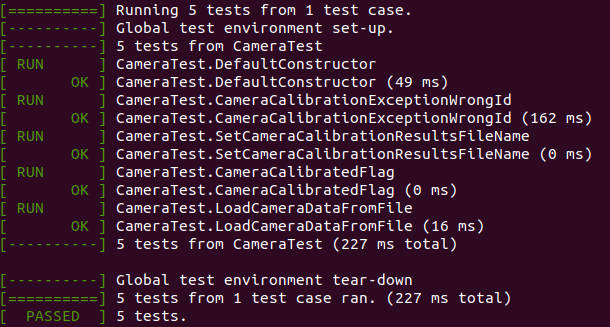 [==========] Running 5 tests from 1 test case.
[----------] Global test environment set-up.
[----------] 5 tests from CameraTest
[ RUN      ] CameraTest.DefaultConstructor
[       OK ] CameraTest.DefaultConstructor (49 ms)
[ RUN      ] CameraTest.CameraCalibrationExceptionWrongId
[       OK ] CameraTest.CameraCalibrationExceptionWrongId (162 ms)
[ RUN      ] CameraTest.SetCameraCalibrationResultsFileName
[       OK ] CameraTest.SetCameraCalibrationResultsFileName (0 ms)
[ RUN      ] CameraTest.CameraCalibratedFlag
[       OK ] CameraTest.CameraCalibratedFlag (0 ms)
[ RUN      ] CameraTest.LoadCameraDataFromFile
[       OK ] CameraTest.LoadCameraDataFromFile (16 ms)
[----------] 5 tests from CameraTest (227 ms total)
[----------] Global test environment tear-down
[==========] 5 tests from 1 test case ran. (227 ms total)
[  PASSED  ] 5 tests.